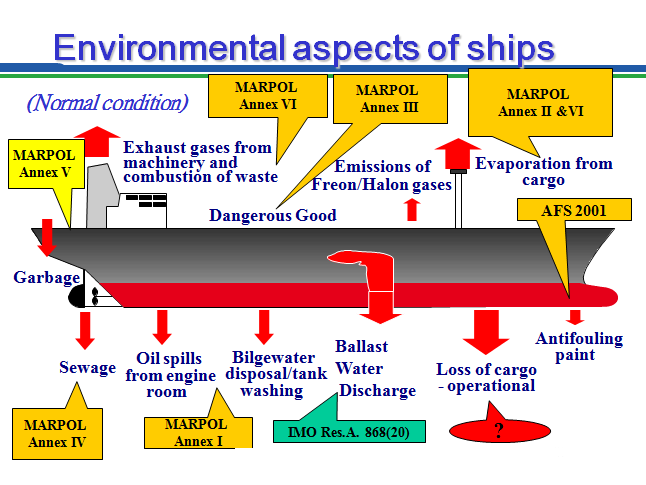 Environmental aspects of ships
(Normal condition)
MARPOL
Annex VI
MARPOL
Annex III
MARPOL
Annex II &VI
MARPOL
Annex V
Exhaust gases from
machinery and
combustion of waste
Emissions of
Freon/Halon gases
Evaporation from
cargo
Dangerous Good
AFS 2001
Garbage
Sewage
Oil spills
from engine
room
Bilgewater
disposal/tank
washing
Ballast
Water
Discharge
Loss of cargo
- operational
Antifouling
paint
MARPOL
Annex IV
MARPOL
Annex I
IMO Res.A. 868(20)
?